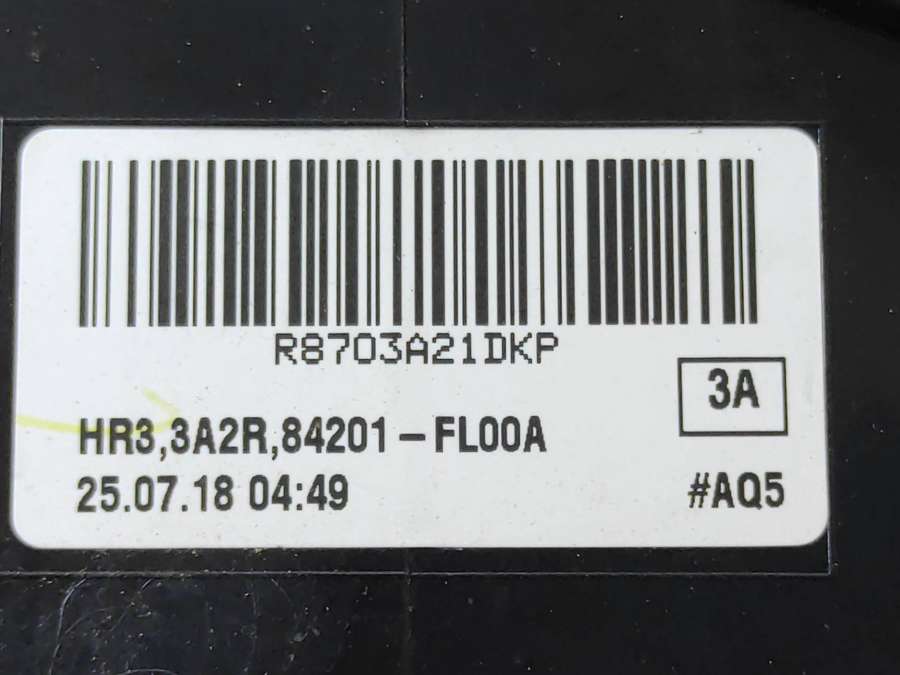 R8703A21DKP
3A
HR3,3A2R,84201-FL00A
25.07.18 04:49
#AQ5